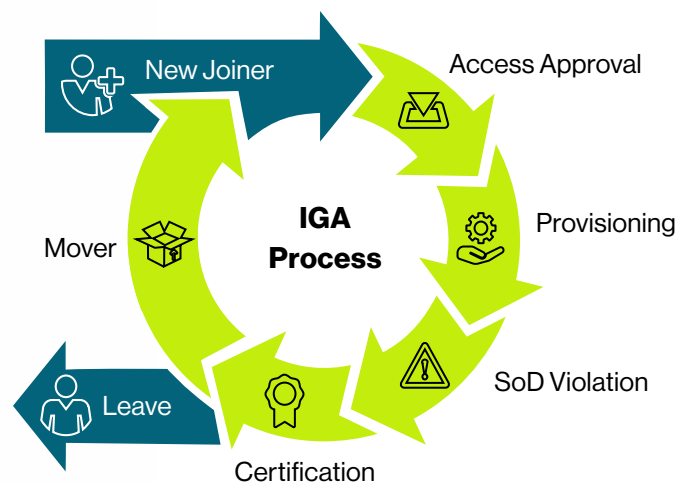 New Joiner
Access Approval
IGA
Process
Provisioning
Mover
SoD Violation
Leave
Certification